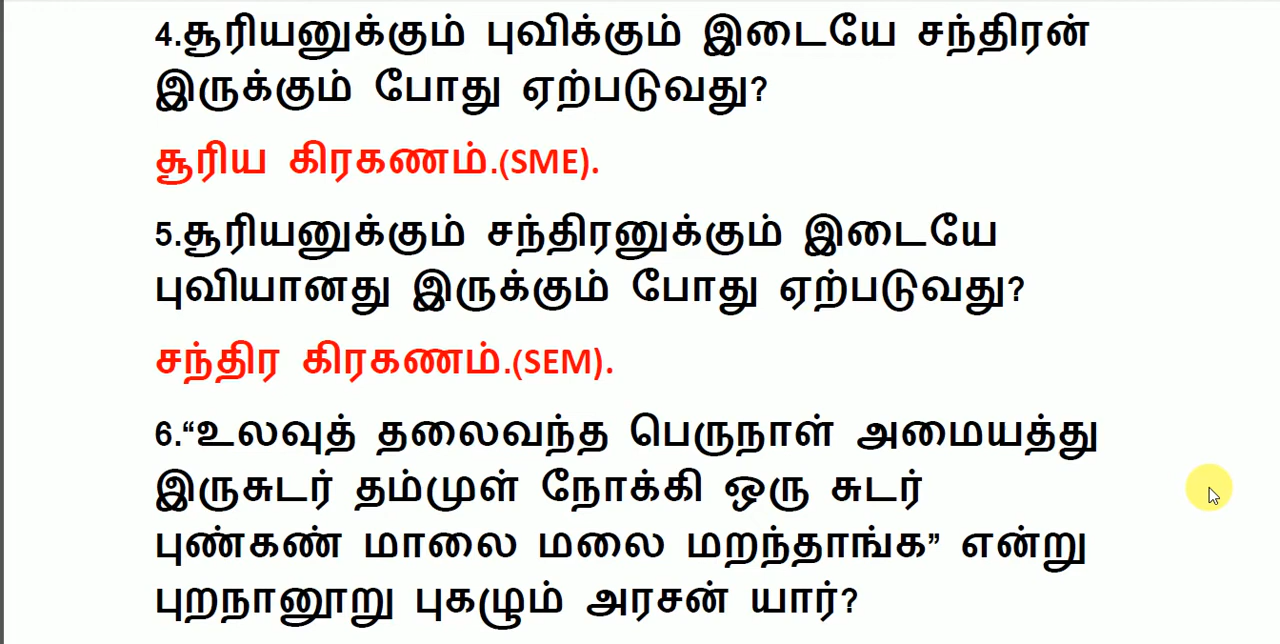 4.சூரியனுக்கும் புவிக்கும் இடையே சந்திரன்
இருக்கும் போது ஏற்படுவது?
சூரிய கிரகணம்.(SME).
5.சூரியனுக்கும் சந்திரனுக்கும் இடையே
புவியானது இருக்கும் போது ஏற்படுவது?
சந்திர கிரகணம்.(SEM).
6.“உலவுத் தலைவந்த பெருநாள் அமையத்து
இருசுடர் தம்முள் நோக்கி ஒரு சுடர்
புண்கண் மாலை மலை மறந்தாங்க” என்று
புறநானூறு புகழும் அரசன் யார்?